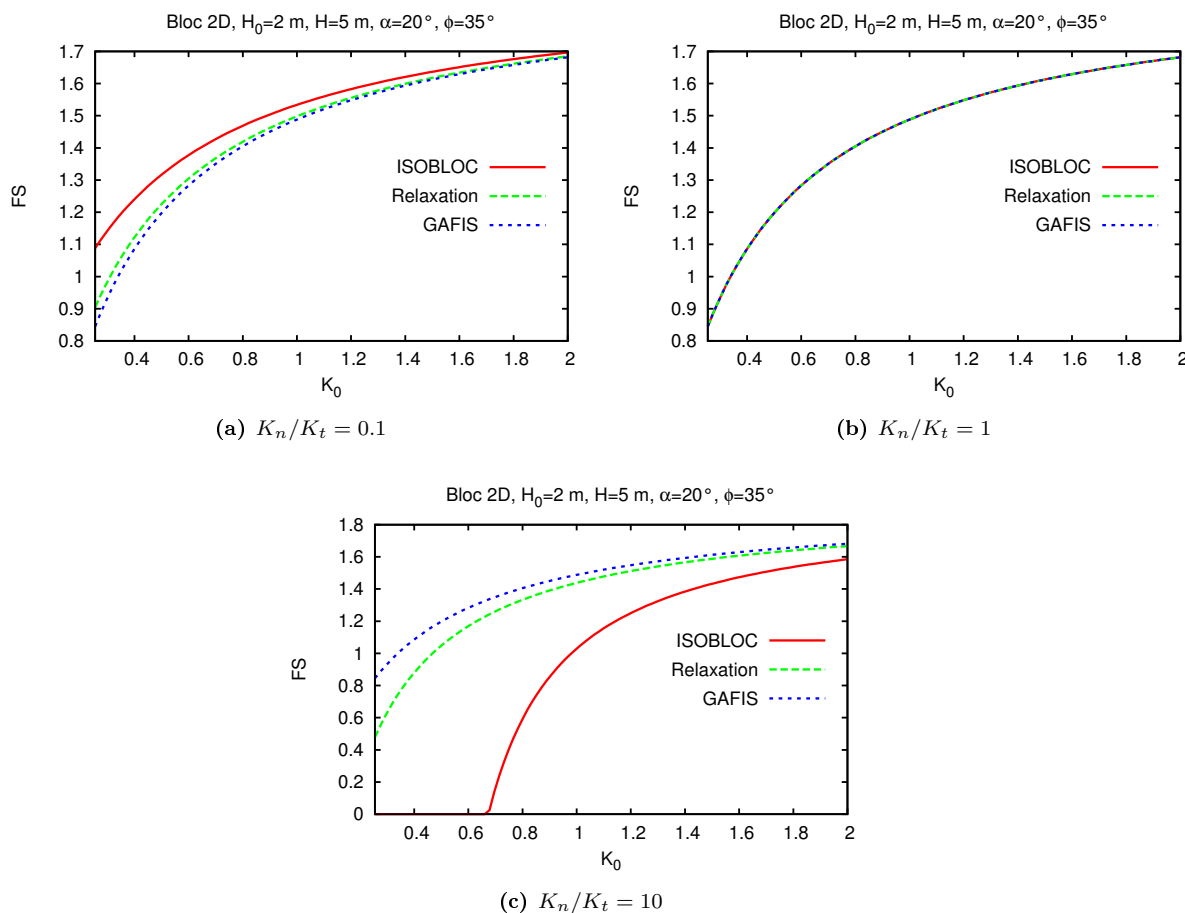 Bloc 2D, H0=2 m, H=5 m, α=20°, ϕ=35°
1.7
1.6
1.5
1.4
1.3
1.2
1.1
1
0.9
0.8
FS
ISOBLOC
Relaxation
GAFIS
0.4 0.6 0.8 1 1.2 1.4 1.6 1.8 2
K0
(a) Kn/Kt = 0.1
Bloc 2D, H0=2 m, H=5 m, α=20°, ϕ=35°
1.7
1.6
1.5
1.4
1.3
1.2
1.1
1
0.9
0.8
FS
ISOBLOC
Relaxation
GAFIS
0.4 0.6 0.8 1 1.2 1.4 1.6 1.8 2
K0
(b) Kn/Kt = 1
Bloc 2D, H0=2 m, H=5 m, α=20°, ϕ=35°
1.8
1.6
1.4
1.2
1
0.8
0.6
0.4
0.2
0
FS
ISOBLOC
Relaxation
GAFIS
0.4 0.6 0.8 1 1.2 1.4 1.6 1.8 2
K0
(c) Kn/Kt = 10